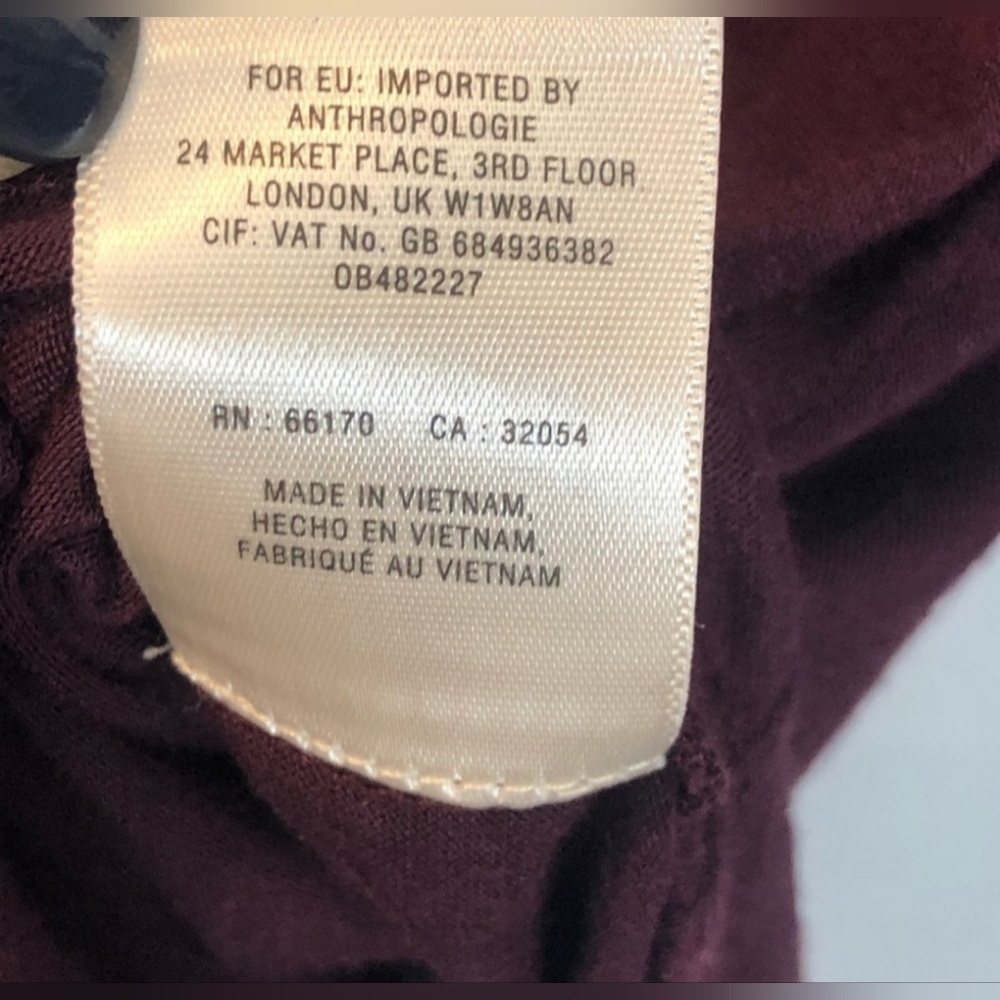 FOR EU: IMPORTED BY
ANTHROPOLOGIE
24 MARKET PLACE, 3RD FLOOR
LONDON, UK W1W8AN
CIF: VAT No. GB 684936382
OB482227
RN : 66170 CA : 32054
MADE IN VIETNAM,
HECHO EN VIETNAM,
FABRIQUÉ AU VIETNAM